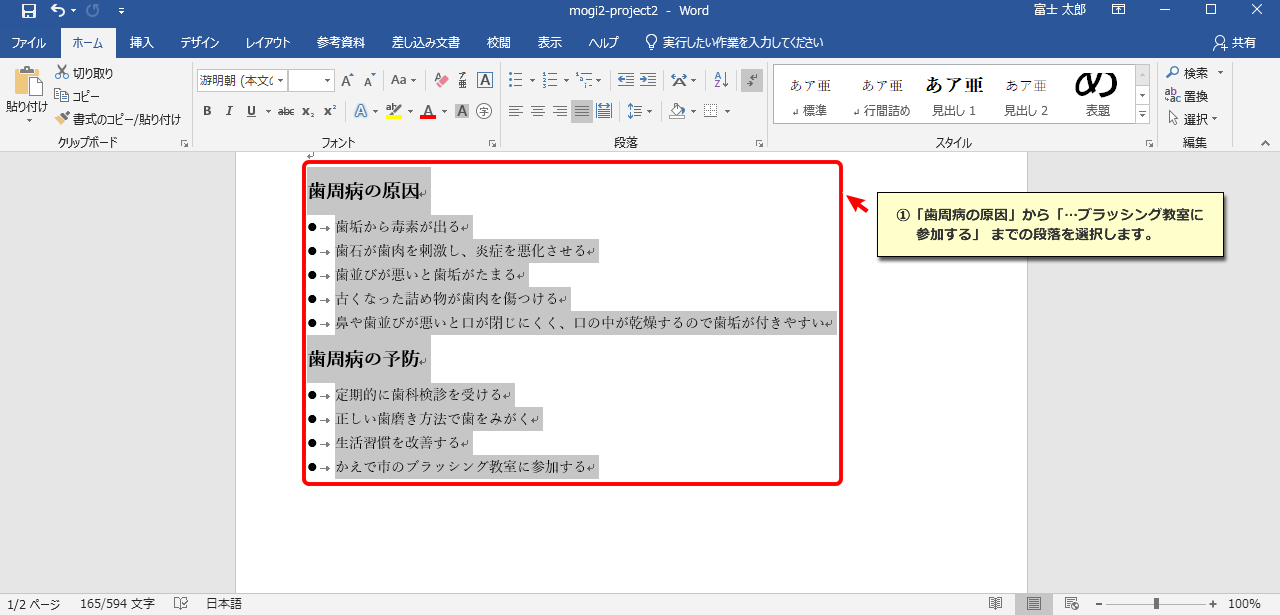 mogi2-project2 - Word
富士 太郎
ファイル ホーム 挿入 デザイン レイアウト 参考資料 差し込み文書 校閲 表示 ヘルプ 実行したい作業を入力してください 共有
貼り付け
切り取り
コピー
書式のコピー/貼り付け
クリップボード
游明朝 (本文の
Aa
B I U abc x₂ x²
フォント
段落
あア亜 標準
あア亜 行間詰め
あア亜 見出し 1
あア亜 見出し 2
表題
スタイル
検索
置換
選択
編集
歯周病の原因
歯垢から毒素が出る
歯石が歯肉を刺激し、炎症を悪化させる
歯並びが悪いと歯垢がたまる
古くなった詰め物が歯肉を傷つける
鼻や歯並びが悪いと口が閉じにくく、口の中が乾燥するので歯垢が付きやすい
歯周病の予防
定期的に歯科検診を受ける
正しい歯磨き方法で歯をみがく
生活習慣を改善する
かえで市のブラッシング教室に参加する
①「歯周病の原因」から「…ブラッシング教室に
参加する」 までの段落を選択します。
1/2 ページ 165/594 文字 日本語 100%